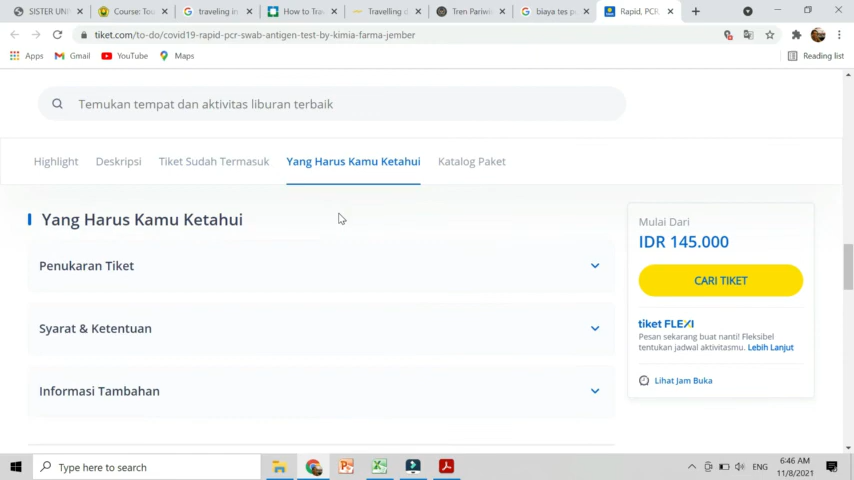 SISTER UNI
Course: Tou
traveling in
How to Tra
Travelling d
Tren Pariwi
biaya tes p
Rapid, PCR
tiket.com/to-do/covid19-rapid-pcr-swab-antigen-test-by-kimia-farma-jember
Apps
Gmail
YouTube
Maps
Reading list
Temukan tempat dan aktivitas liburan terbaik
Highlight
Deskripsi
Tiket Sudah Termasuk
Yang Harus Kamu Ketahui
Katalog Paket
Yang Harus Kamu Ketahui
Penukaran Tiket
Syarat & Ketentuan
Informasi Tambahan
Mulai Dari
IDR 145.000
CARI TIKET
tiket FLEXI
Pesan sekarang buat nanti! Fleksibel
tentukan jadwal aktivitasmu. Lebih Lanjut
Lihat Jam Buka
Type here to search
ENG
6:46 AM
11/8/2021